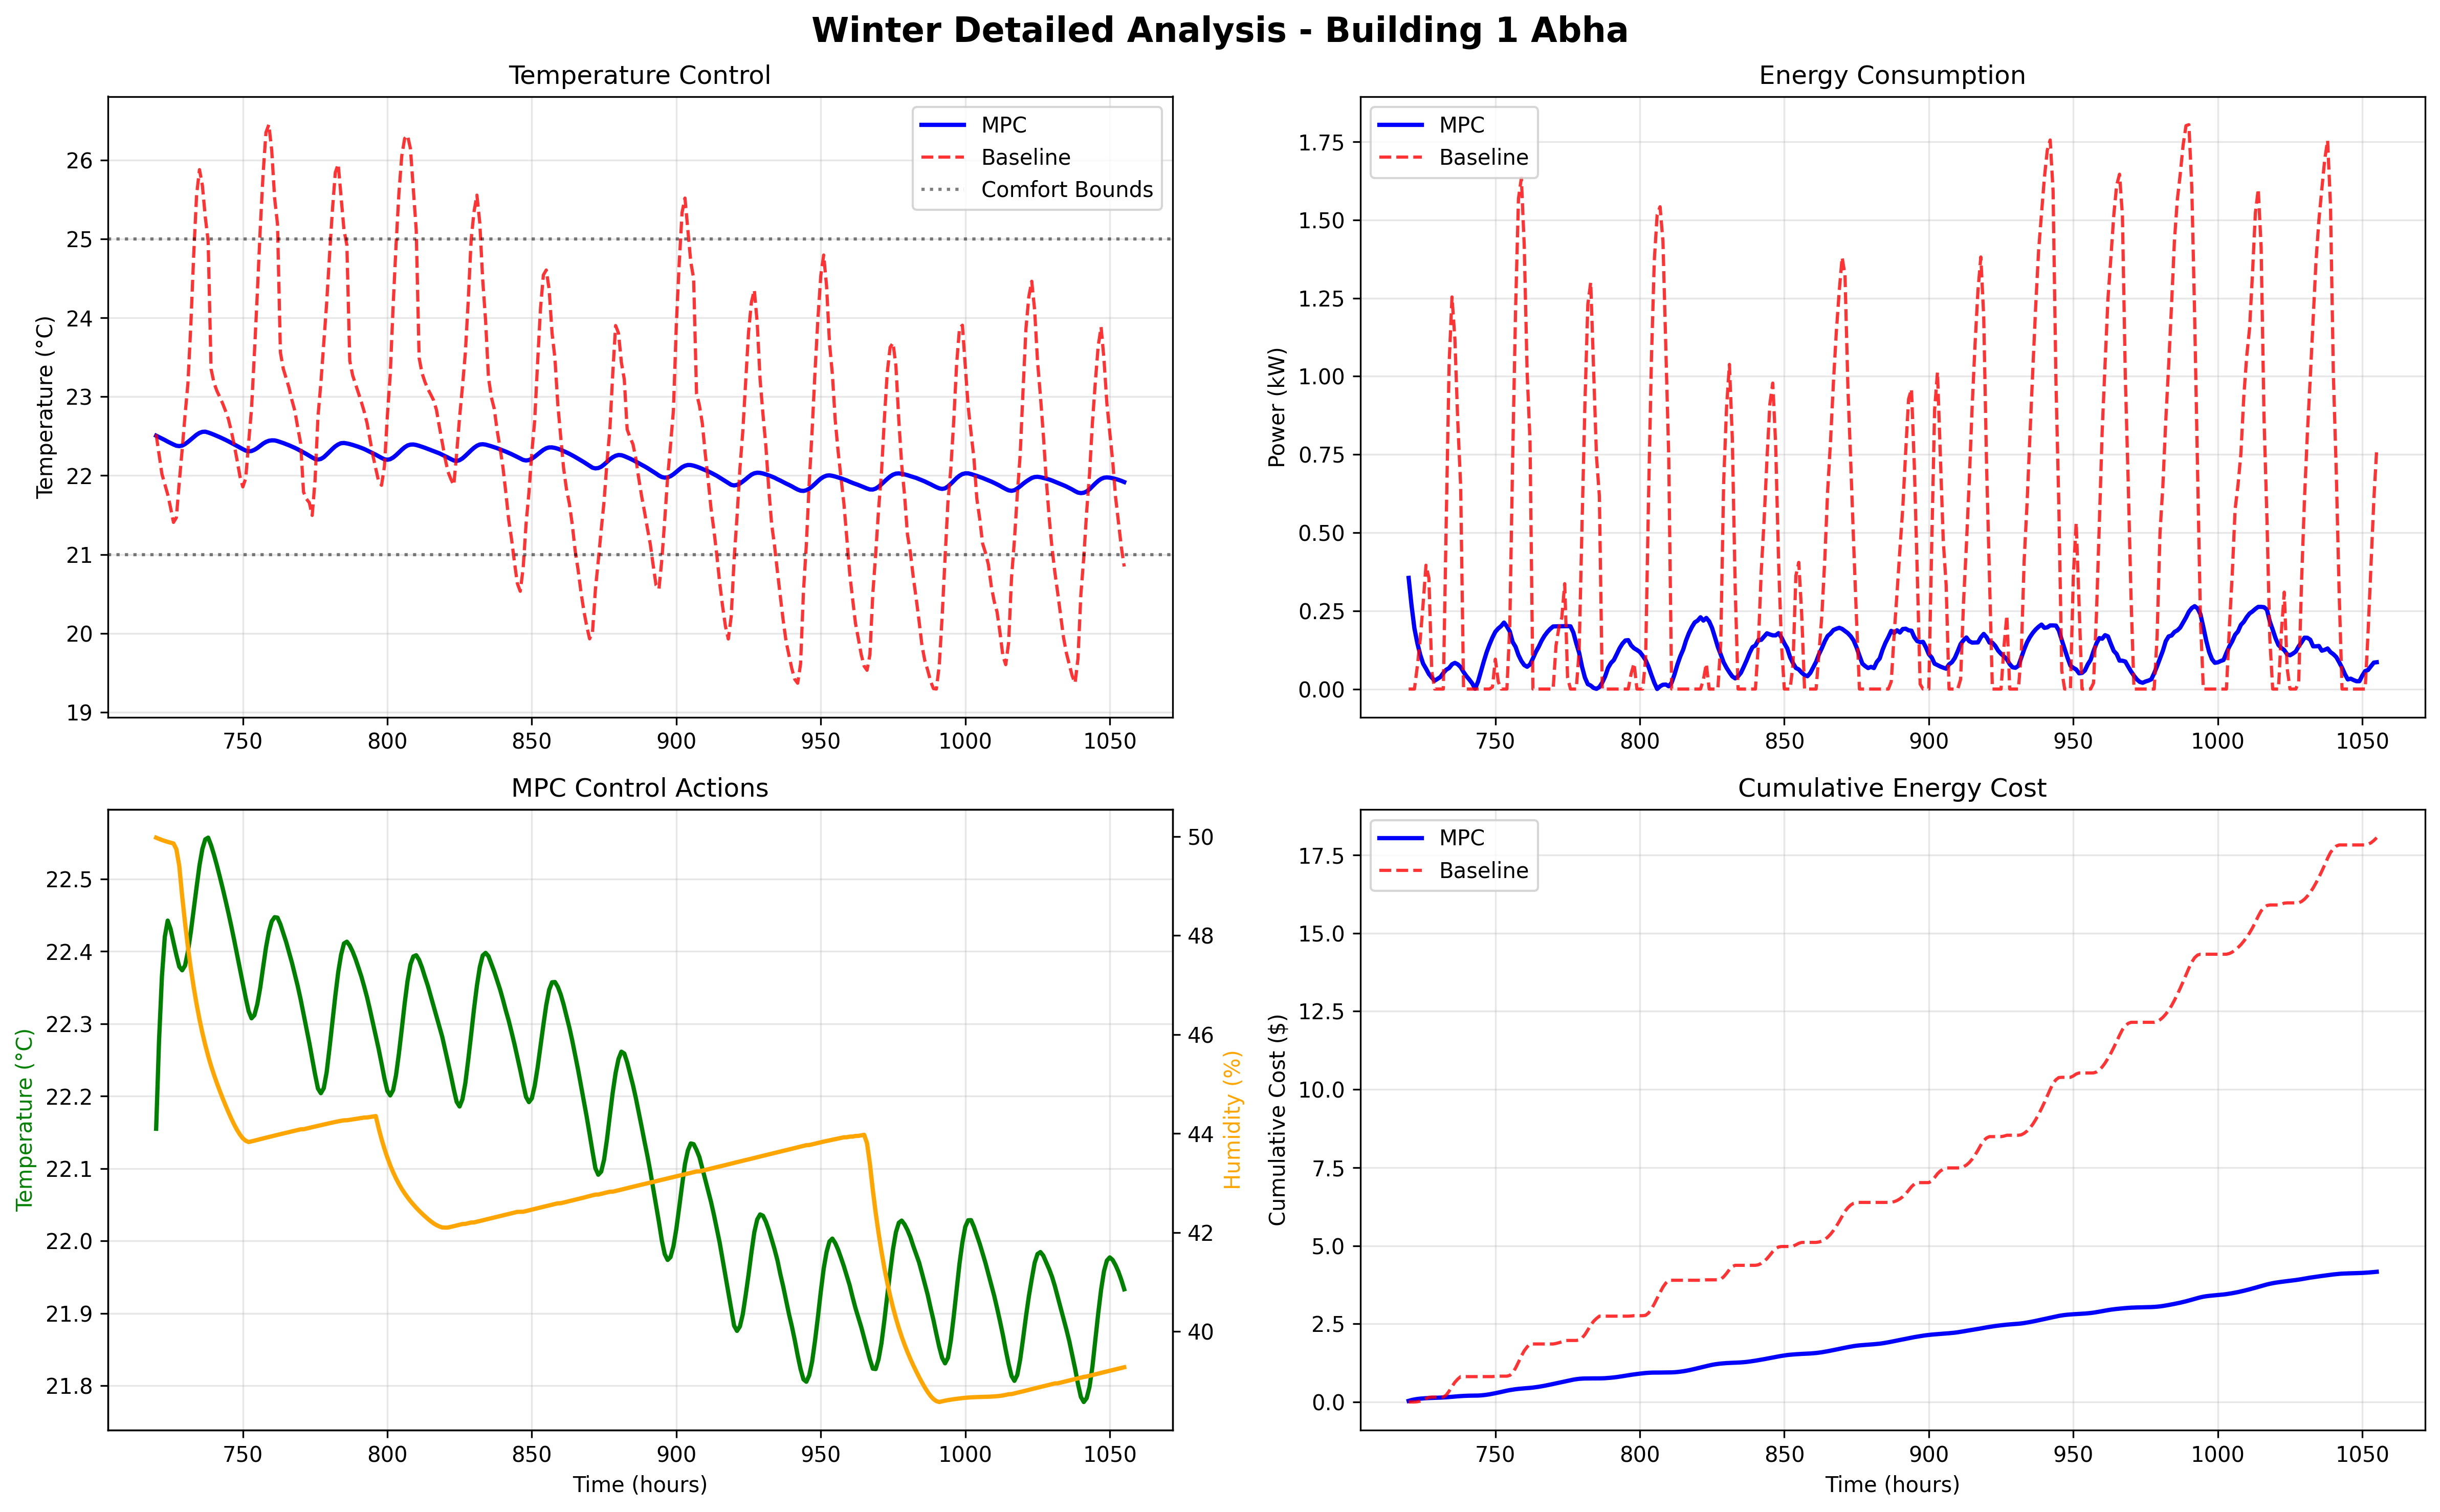 Winter Detailed Analysis - Building 1 Abha
Temperature Control
Temperature (°C)
26
25
24
23
22
21
20
19
750 800 850 900 950 1000 1050
MPC
Baseline
Comfort Bounds
Energy Consumption
Power (kW)
1.75
1.50
1.25
1.00
0.75
0.50
0.25
0.00
750 800 850 900 950 1000 1050
MPC
Baseline
MPC Control Actions
Temperature (°C)
22.5
22.4
22.3
22.2
22.1
22.0
21.9
21.8
750 800 850 900 950 1000 1050
Time (hours)
50
48
46
44
42
40
Humidity (%)
Cumulative Energy Cost
Cumulative Cost ($)
17.5
15.0
12.5
10.0
7.5
5.0
2.5
0.0
750 800 850 900 950 1000 1050
Time (hours)
MPC
Baseline